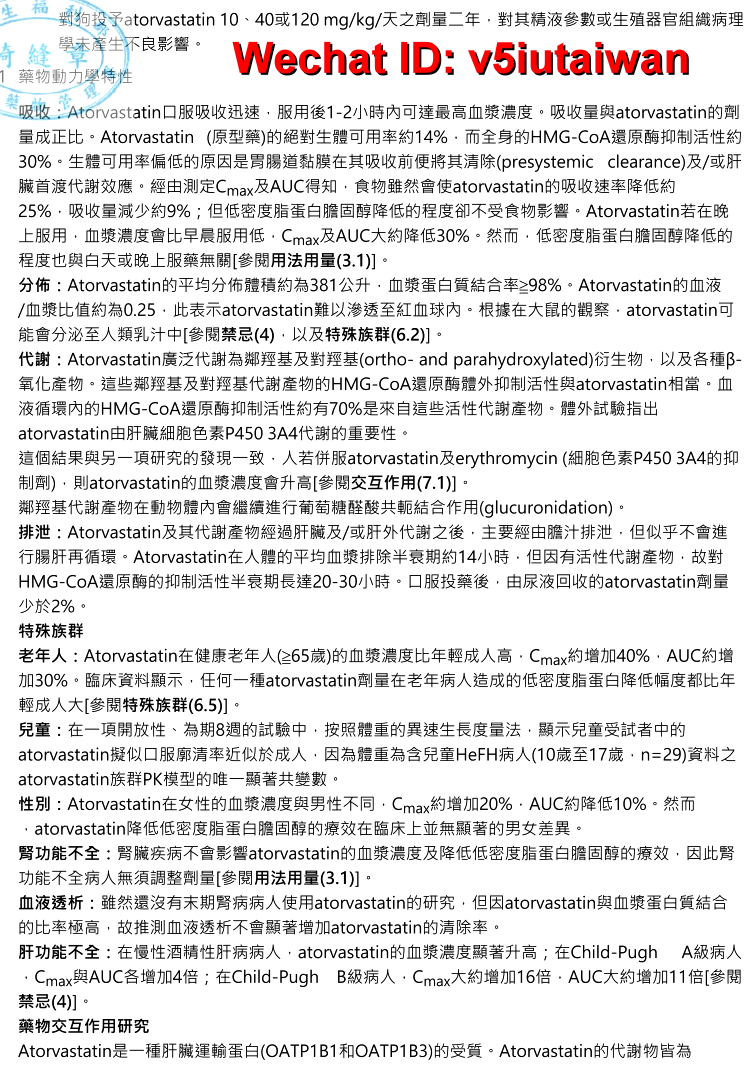 對狗投予atorvastatin 10、40或120 mg/kg/天之劑量二年，對其精液參數或生殖器官組織病理
學未產生不良影響。
Wechat ID: v5iutaiwan
1 藥物動力學特性
吸收：Atorvastatin口服吸收迅速，服用後1-2小時內可達最高血漿濃度。吸收量與atorvastatin的劑
量成正比。Atorvastatin (原型藥)的絕對生體可用率約14%，而全身的HMG-CoA還原酶抑制活性約
30%。生體可用率偏低的原因是胃腸道黏膜在其吸收前便將其清除(presystemic clearance)及/或肝
臟首渡代謝效應。經由測定Cmax及AUC得知，食物雖然會使atorvastatin的吸收速率降低約
25%，吸收量減少約9%；但低密度脂蛋白膽固醇降低的程度卻不受食物影響。Atorvastatin若在晚
上服用，血漿濃度會比早晨服用低，Cmax及AUC大約降低30%。然而，低密度脂蛋白膽固醇降低的
程度也與白天或晚上服藥無關[參閱用法用量(3.1)]。
分佈：Atorvastatin的平均分佈體積約為381公升，血漿蛋白質結合率≧98%。Atorvastatin的血液
/血漿比值約為0.25，此表示atorvastatin難以滲透至紅血球內。根據在大鼠的觀察，atorvastatin可
能會分泌至人類乳汁中[參閱禁忌(4)，以及特殊族群(6.2)]。
代謝：Atorvastatin廣泛代謝為鄰羥基及對羥基(ortho- and parahydroxylated)衍生物，以及各種β-
氧化產物。這些鄰羥基及對羥基代謝產物的HMG-CoA還原酶體外抑制活性與atorvastatin相當。血
液循環內的HMG-CoA還原酶抑制活性約有70%是來自這些活性代謝產物。體外試驗指出
atorvastatin由肝臟細胞色素P450 3A4代謝的重要性。
這個結果與另一項研究的發現一致，人若併服atorvastatin及erythromycin (細胞色素P450 3A4的抑
制劑)，則atorvastatin的血漿濃度會升高[參閱交互作用(7.1)]。
鄰羥基代謝產物在動物體內會繼續進行葡萄糖醛酸共軛結合作用(glucuronidation)。
排泄：Atorvastatin及其代謝產物經過肝臟及/或肝外代謝之後，主要經由膽汁排泄，但似乎不會進
行腸肝再循環。Atorvastatin在人體的平均血漿排除半衰期約14小時，但因有活性代謝產物，故對
HMG-CoA還原酶的抑制活性半衰期長達20-30小時。口服投藥後，由尿液回收的atorvastatin劑量
少於2%。
特殊族群
老年人：Atorvastatin在健康老年人(≧65歲)的血漿濃度比年輕成人高，Cmax約增加40%，AUC約增
加30%。臨床資料顯示，任何一種atorvastatin劑量在老年病人造成的低密度脂蛋白降低幅度都比年
輕成人大[參閱特殊族群(6.5)]。
兒童：在一項開放性、為期8週的試驗中，按照體重的異速生長度量法，顯示兒童受試者中的
atorvastatin擬似口服廓清率近似於成人，因為體重為含兒童HeFH病人(10歲至17歲，n=29)資料之
atorvastatin族群PK模型的唯一顯著共變數。
性別：Atorvastatin在女性的血漿濃度與男性不同，Cmax約增加20%，AUC約降低10%。然而
，atorvastatin降低低密度脂蛋白膽固醇的療效在臨床上並無顯著的男女差異。
腎功能不全：腎臟疾病不會影響atorvastatin的血漿濃度及降低低密度脂蛋白膽固醇的療效，因此腎
功能不全病人無須調整劑量[參閱用法用量(3.1)]。
血液透析：雖然還沒有末期腎病病人使用atorvastatin的研究，但因atorvastatin與血漿蛋白質結合
的比率極高，故推測血液透析不會顯著增加atorvastatin的清除率。
肝功能不全：在慢性酒精性肝病病人，atorvastatin的血漿濃度顯著升高；在Child-Pugh A級病人
，Cmax與AUC各增加4倍；在Child-Pugh B級病人，Cmax大約增加16倍，AUC大約增加11倍[參閱
禁忌(4)]。
藥物交互作用研究
Atorvastatin是一種肝臟運輸蛋白(OATP1B1和OATP1B3)的受質。Atorvastatin的代謝物皆為